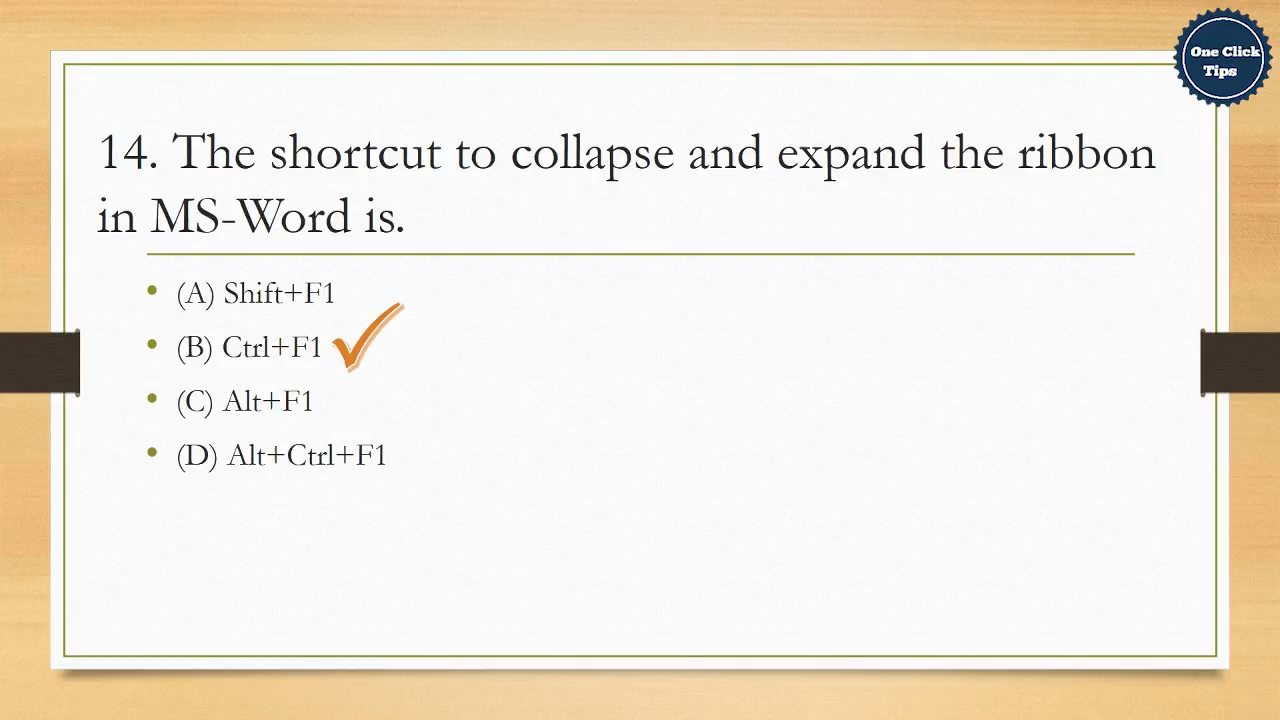 One Click
Tips
14. The shortcut to collapse and expand the ribbon
in MS-Word is.
• (A) Shift+F1
• (B) Ctrl+F1
• (C) Alt+F1
• (D) Alt+Ctrl+F1